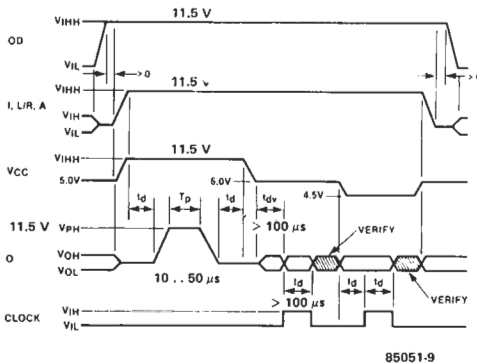 VIHH 11.5 V
OD
VIL
> 0 > 0
VIHH 11.5 v
I, L/R, A
VIH
VIL
VIHH 11.5 V
VCC
5.0V 6.0V 4.5V
td Tp td tdv
11.5 V VPH
> 100 µs VERIFY
O VOH
VOL
10 .. 50 µs td td td
> 100 µs VERIFY
CLOCK VIH
VIL
85051-9